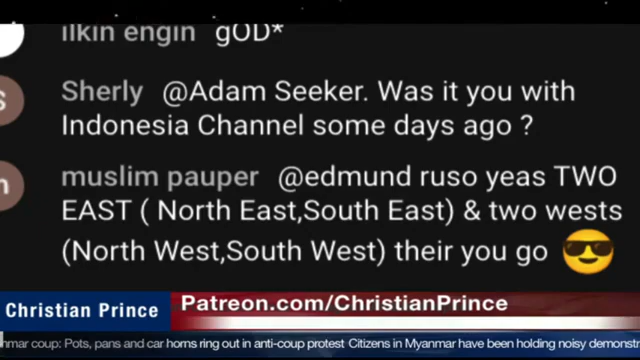 ilkin engin gOD*
S
Sherly @Adam Seeker. Was it you with
Indonesia Channel some days ago ?
muslim pauper @edmund ruso yeas TWO
EAST ( North East,South East) & two wests
(North West,South West) their you go 😎
Christian Prince
Patreon.com/ChristianPrince
nmar coup: Pots, pans and car horns ring out in anti-coup protest Citizens in Myanmar have been holding noisy demonstr